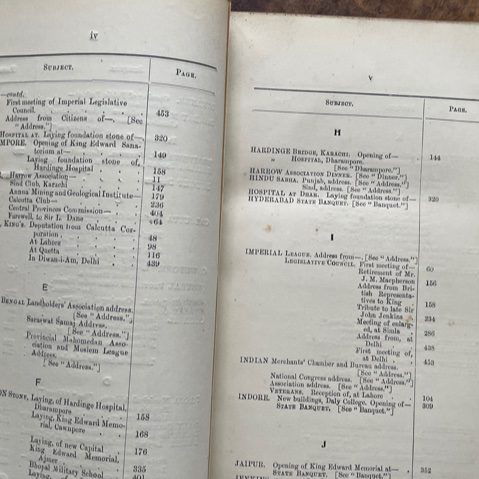 iv
SUBJECT.
PAGE.
—contd.
First meeting of Imperial Legislative
Council. 453
Address from Citizens of—, [See
"Address."]
HOSPITAL AT. Laying foundation stone of—. 320
Opening of King Edward Sana-
torium at— 149
Laying foundation stone of,
Hardinge Hospital 158
Harrow Association— 11
Sind Club, Karachi 147
Mining and Geological Institute— 179
Calcutta Club— 236
Central Provinces Commission— 404
Farewell, to Sir L. Dane 464
KING'S. Deputation from Calcutta Cor-
poration 48
At Lahore 98
At Quetta 116
In Diwan-i-Am, Delhi 439
E
BENGAL Landholders' Association address.
[See "Address."]
Saraswat Samaj Address.
[See "Address."]
Provincial Mahomedan Asso-
ciation and Moslem League
Address.
[See "Address."]
F
STONE, Laying, of Hardinge Hospital,
Dharampore 158
Laying, King Edward Memo-
rial, Cawnpore 168
Laying, of new Capital 176
King Edward Memorial,
Ajmer
Bhopal Military School 335
Laying, of
v
SUBJECT.
PAGE.
H
HARDINGE BRIDGE, KARACHI. Opening of— 144
" HOSPITAL, Dharampore.
[See "Dharampore."]
HARROW ASSOCIATION DINNER. [See "Dinner."]
HINDU SABHA, Punjab, address. [See "Address."]
Sind, address. [See "Address."]
HOSPITAL AT DHAR. Laying foundation stone of— 320
HYDERABAD STATE BANQUET. [See "Banquet."]
I
IMPERIAL LEAGUE. Address from—. [See "Address."]
LEGISLATIVE COUNCIL. First meeting of— 60
Retirement of Mr.
J. M. Macpherson 156
Address from Bri-
tish Representa-
tives to King 158
Tribute to late Sir
John Jenkins 234
Meeting of enlarg-
ed, at Simla 286
Address from, at
Delhi 438
First meeting of,
at Delhi 453
INDIAN Merchants' Chamber and Bureau address.
[See "Address."]
National Congress address. [See "Address."]
Association address. [See "Address."]
VETERANS. Reception of, at Lahore 104
INDORE. New buildings, Daly College. Opening of— 309
STATE BANQUET. [See "Banquet."]
J
JAIPUR. Opening of King Edward Memorial at— 352
STATE BANQUET. [See "Banquet."]